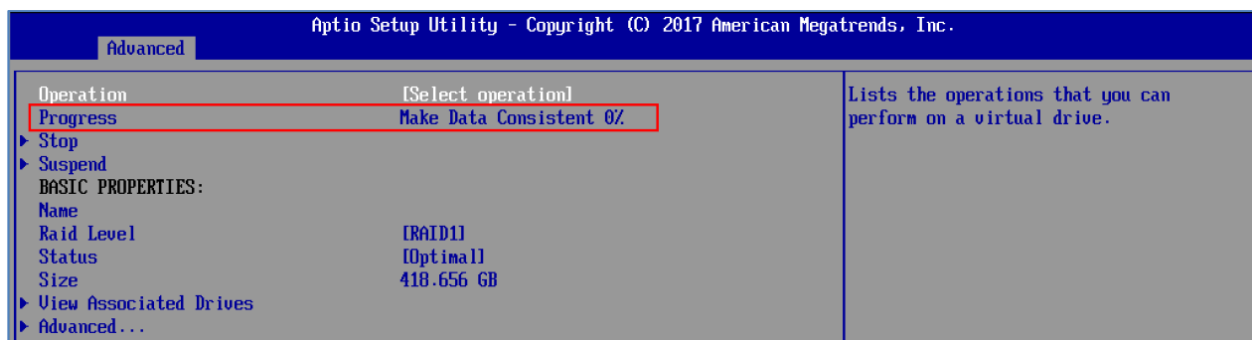 Aptio Setup Utility - Copyright (C) 2017 American Megatrends, Inc.
Advanced
Operation [Select operation]
Progress Make Data Consistent 0%
Stop
Suspend
BASIC PROPERTIES:
Name
Raid Level [RAID1]
Status [Optimal]
Size 418.656 GB
View Associated Drives
Advanced...
Lists the operations that you can
perform on a virtual drive.